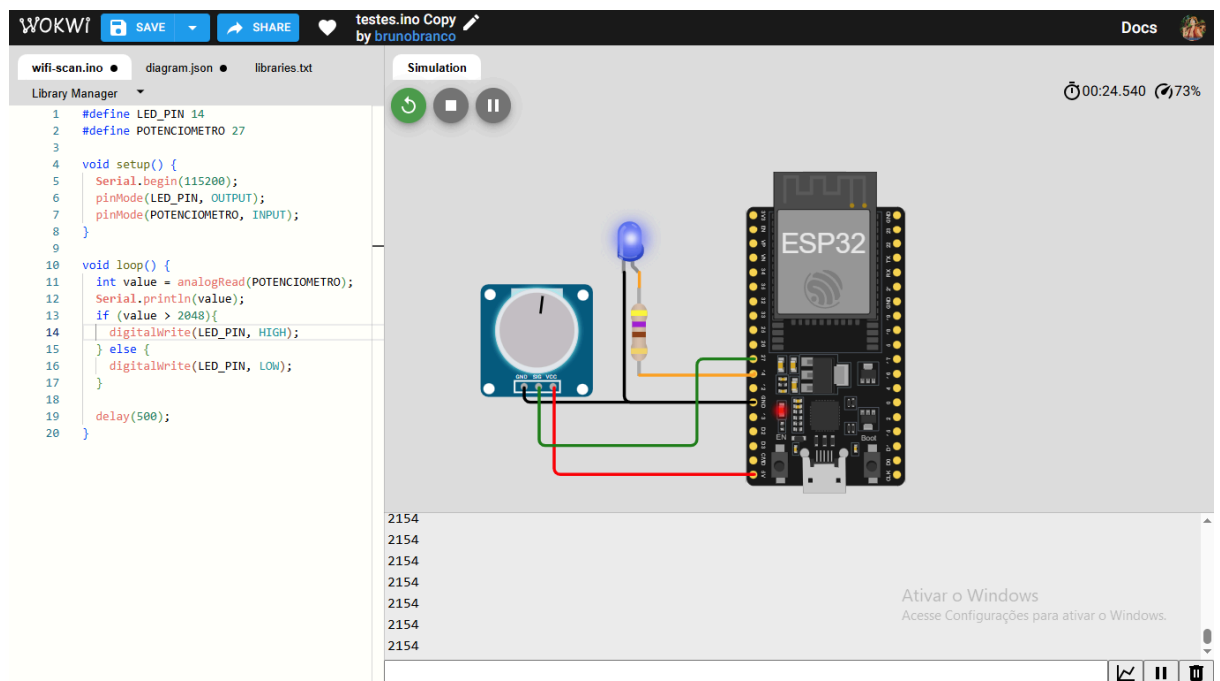 WOKWi
SAVE
SHARE
testes.ino Copy
by brunobranco
Docs
wifi-scan.ino ●
diagram.json ●
libraries.txt
Library Manager
Simulation
00:24.540
73%
1 #define LED_PIN 14
2 #define POTENCIOMETRO 27
3
4 void setup() {
5 Serial.begin(115200);
6 pinMode(LED_PIN, OUTPUT);
7 pinMode(POTENCIOMETRO, INPUT);
8 }
9
10 void loop() {
11 int value = analogRead(POTENCIOMETRO);
12 Serial.println(value);
13 if (value > 2048){
14 digitalWrite(LED_PIN, HIGH);
15 } else {
16 digitalWrite(LED_PIN, LOW);
17 }
18
19 delay(500);
20 }
ESP32
GND SIG VCC
EN
Boot
2154
2154
2154
2154
2154
2154
2154
Ativar o Windows
Acesse Configurações para ativar o Windows.